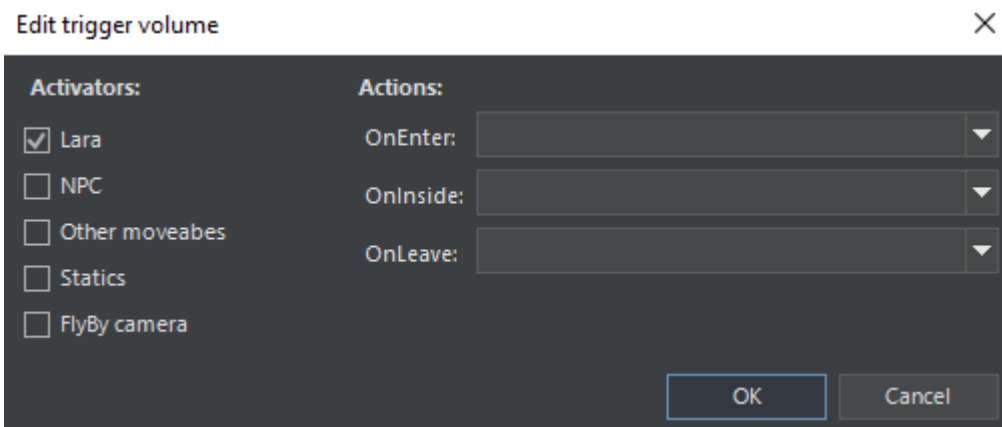 Edit trigger volume
Activators:
Actions:
Lara
OnEnter:
NPC
OnInside:
Other moveabes
OnLeave:
Statics
FlyBy camera
OK
Cancel